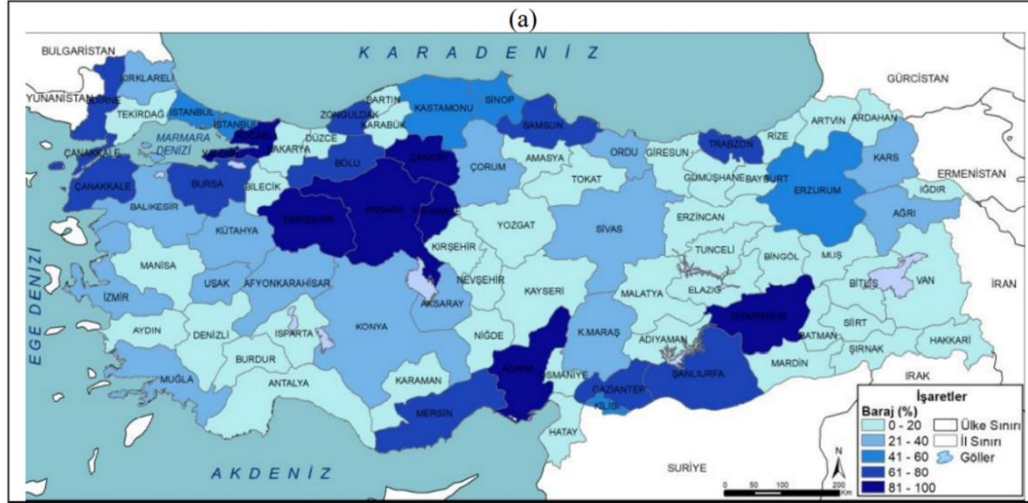 (a)
KARADENİZ
BULGARİSTAN
GÜRCİSTAN
YUNANİSTAN
KIRKLARELİ
EDİRNE
TEKİRDAĞ
İSTANBUL
İSTANBUL
MARMARA
DENİZİ
ZONGULDAK
BARTIN
KARABÜK
KASTAMONU
SİNOP
SAMSUN
DÜZCE
SAKARYA
BOLU
ÇANKIRI
ÇORUM
AMASYA
TOKAT
ORDU
GİRESUN
TRABZON
RİZE
ARTVİN
ARDAHAN
KARS
GÜMÜŞHANE
BAYBURT
ERZURUM
ERMENİSTAN
IĞDIR
AĞRI
ÇANAKKALE
ÇANAKKALE
BURSA
BİLECİK
BALIKESİR
KÜTAHYA
ESKİŞEHİR
ANKARA
KIRIKKALE
YOZGAT
SİVAS
ERZİNCAN
TUNCELİ
BİNGÖL
MUŞ
KIRŞEHİR
NEVŞEHİR
KAYSERİ
MALATYA
ELAZIĞ
BİTLİS
VAN
İRAN
EGE DENİZİ
MANİSA
İZMİR
UŞAK
AFYONKARAHİSAR
AKSARAY
KONYA
NİĞDE
K.MARAŞ
ADIYAMAN
DİYARBAKIR
BATMAN
SİİRT
ŞIRNAK
HAKKARİ
AYDIN
DENİZLİ
ISPARTA
BURDUR
MUĞLA
ANTALYA
KARAMAN
MERSİN
ADANA
OSMANİYE
GAZİANTEP
KİLİS
ŞANLIURFA
MARDİN
HATAY
IRAK
SURİYE
AKDENİZ
İşaretler
Baraj (%)
0 - 20
21 - 40
41 - 60
61 - 80
81 - 100
Ülke Sınırı
İl Sınırı
Göller
N
0
50
100
200
Km